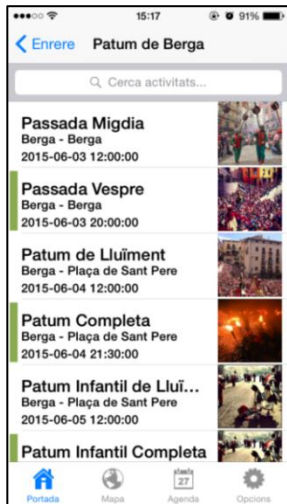 15:17 91%
Enrere Patum de Berga
Cerca activitats...
Passada Migdia
Berga - Berga
2015-06-03 12:00:00
Passada Vespre
Berga - Berga
2015-06-03 20:00:00
Patum de Lluïment
Berga - Plaça de Sant Pere
2015-06-04 12:00:00
Patum Completa
Berga - Plaça de Sant Pere
2015-06-04 21:30:00
Patum Infantil de Lluï...
Berga - Plaça de Sant Pere
2015-06-05 12:00:00
Patum Infantil Completa
27
Portada Mapa Agenda Opcions